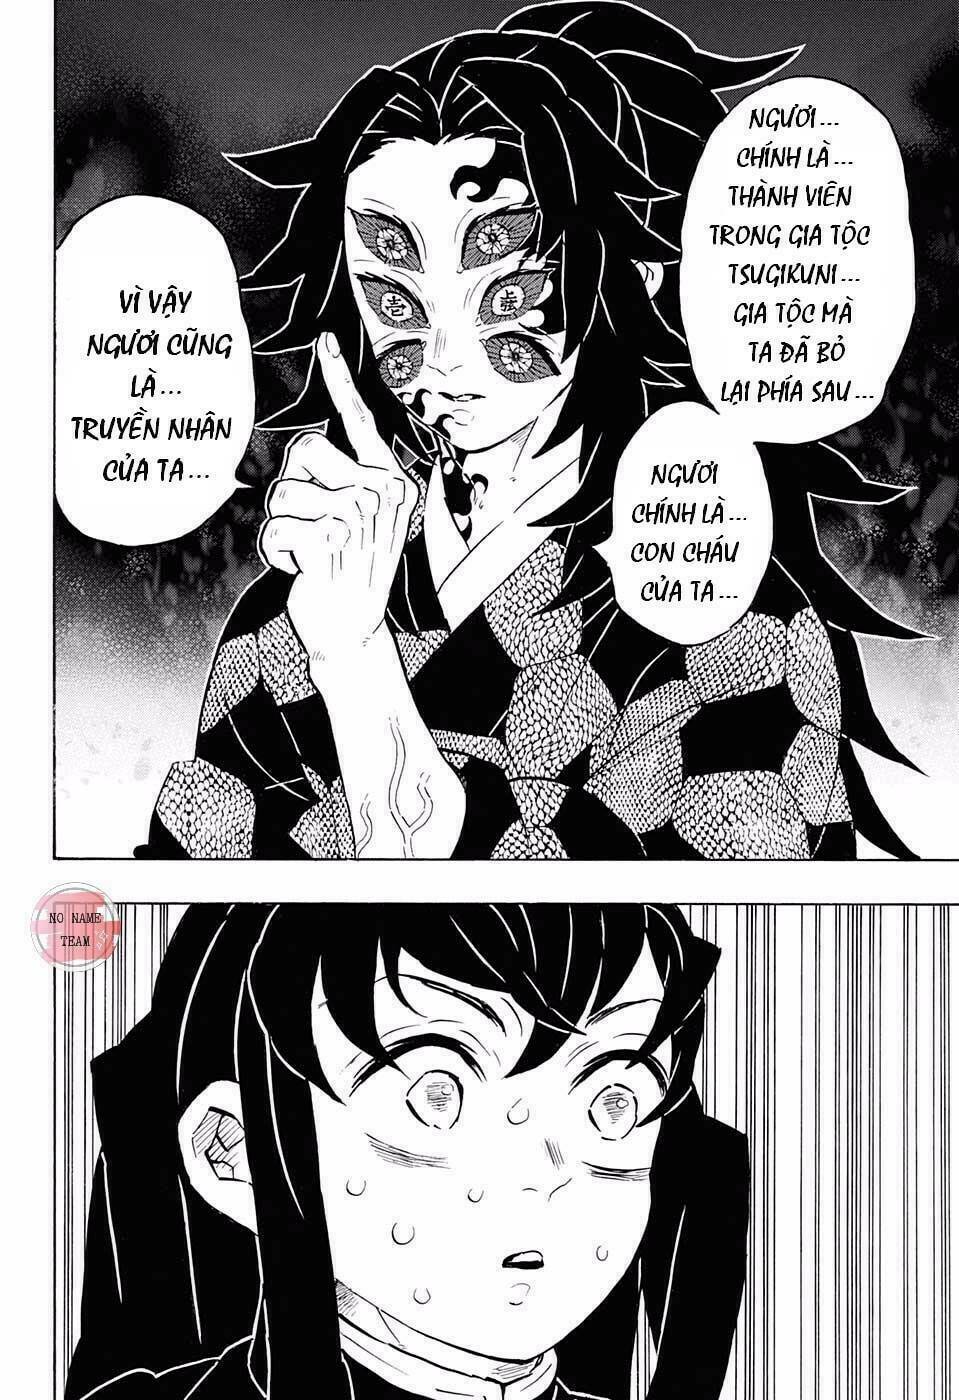 NGƯƠI...
CHÍNH LÀ...
THÀNH VIÊN
TRONG GIA TỘC
TSUGIKUNI...
GIA TỘC MÀ
TA ĐÃ BỎ
LẠI PHÍA SAU...
NGƯƠI
CHÍNH LÀ...
CON CHÁU
CỦA TA...
VÌ VẬY
NGƯƠI CŨNG
LÀ...
TRUYỀN NHÂN
CỦA TA...
壱
NO NAME
TEAM